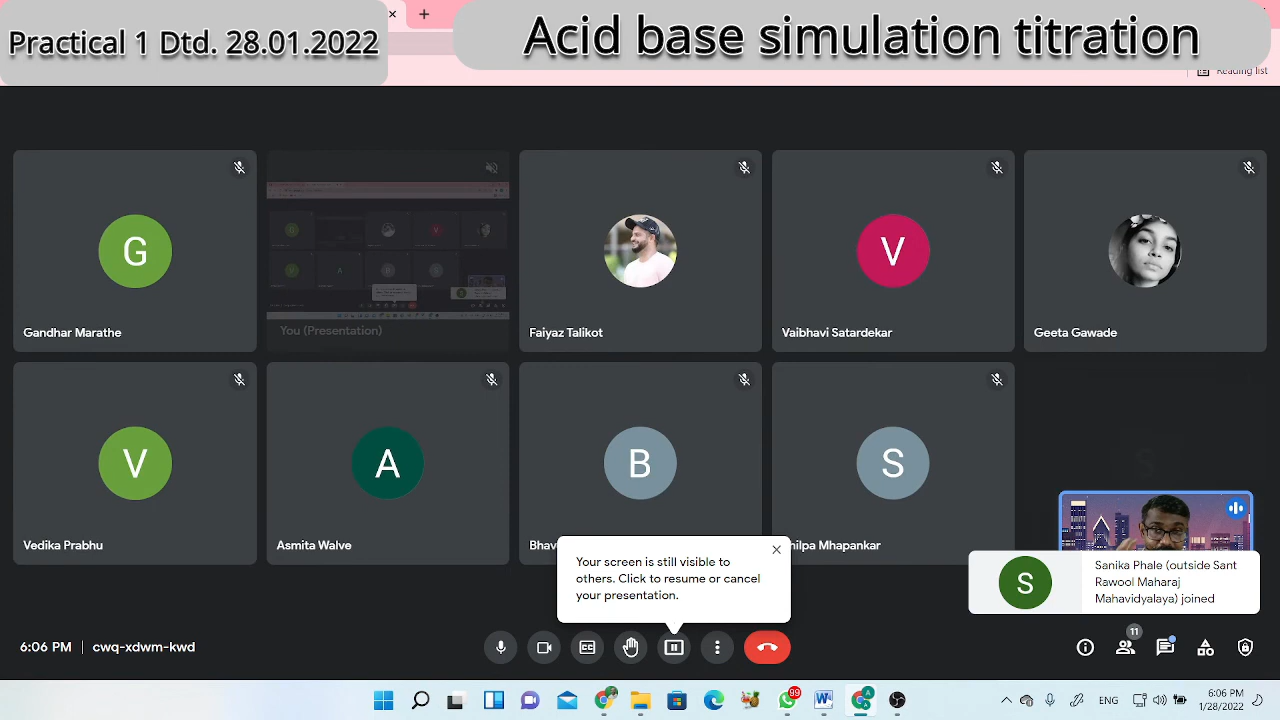 Practical 1 Dtd. 28.01.2022
Acid base simulation titration
Reading list
G
Gandhar Marathe
You (Presentation)
Faiyaz Talikot
V
Vaibhavi Satardekar
Geeta Gawade
V
Vedika Prabhu
A
Asmita Walve
B
S
Mhapankar
Your screen is still visible to
others. Click to resume or cancel
your presentation.
S
Sanika Phale (outside Sant
Rawool Maharaj
Mahavidyalaya) joined
6:06 PM
cwq-xdwm-kwd
CC
11
99
ENG
6:06 PM
1/28/2022